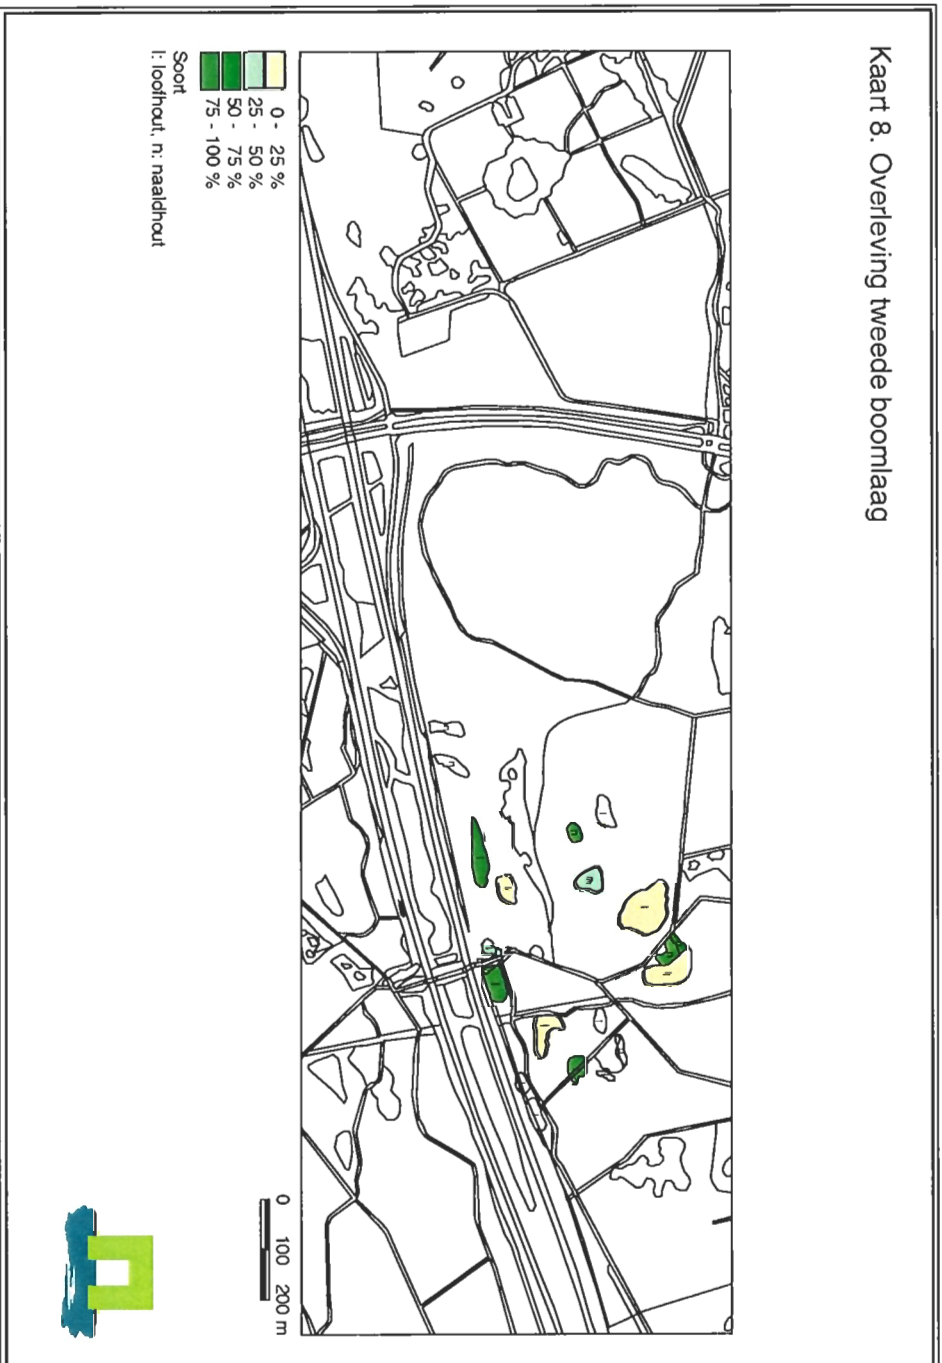 Kaart 8. Overleving tweede boomlaag
0 - 25 %
25 - 50 %
50 - 75 %
75 - 100 %
Soort
l: loofhout, n: naaldhout
0 100 200 m